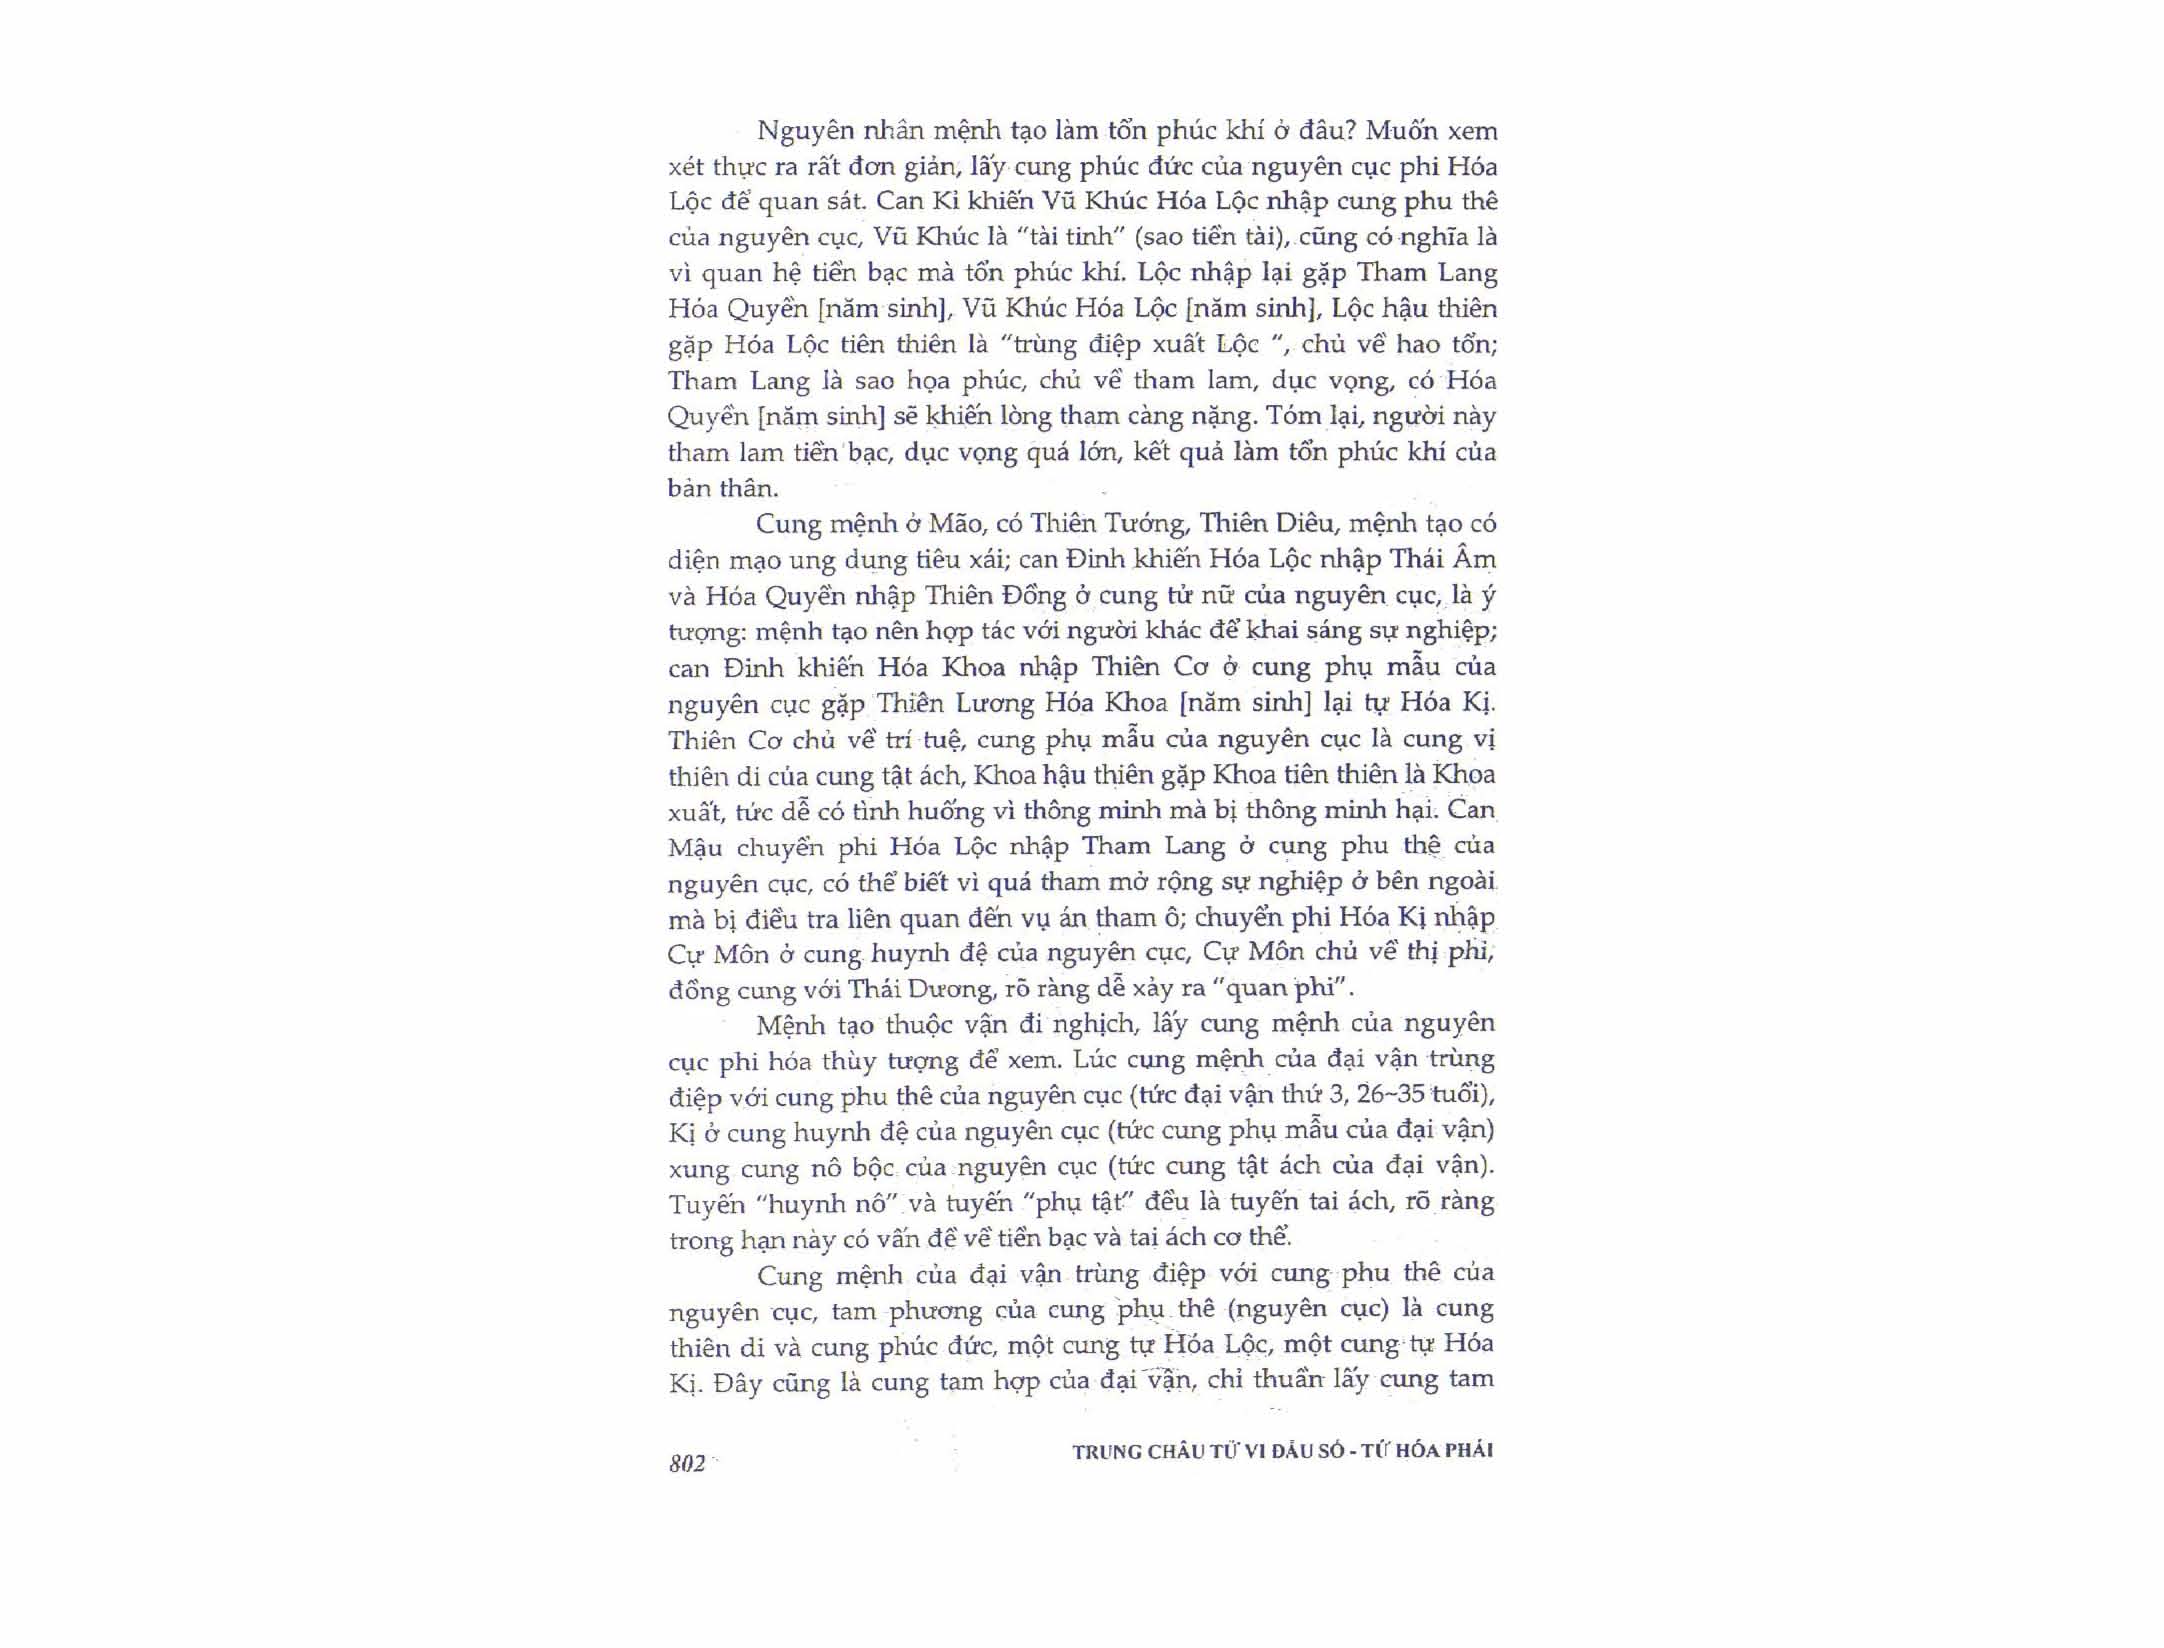 Nguyên nhân mệnh tạo làm tổn phúc khí ở đâu? Muốn xem
xét thực ra rất đơn giản, lấy cung phúc đức của nguyên cục phi Hóa
Lộc để quan sát. Can Kỉ khiến Vũ Khúc Hóa Lộc nhập cung phu thê
của nguyên cục, Vũ Khúc là "tài tinh" (sao tiền tài), cũng có nghĩa là
vì quan hệ tiền bạc mà tổn phúc khí. Lộc nhập lại gặp Tham Lang
Hóa Quyền [năm sinh], Vũ Khúc Hóa Lộc [năm sinh], Lộc hậu thiên
gặp Hóa Lộc tiên thiên là "trùng điệp xuất Lộc ", chủ về hao tổn;
Tham Lang là sao họa phúc, chủ về tham lam, dục vọng, có Hóa
Quyền [năm sinh] sẽ khiến lòng tham càng nặng. Tóm lại, người này
tham lam tiền bạc, dục vọng quá lớn, kết quả làm tổn phúc khí của
bản thân.
Cung mệnh ở Mão, có Thiên Tướng, Thiên Diêu, mệnh tạo có
diện mạo ung dung tiêu xái; can Đinh khiến Hóa Lộc nhập Thái Âm
và Hóa Quyền nhập Thiên Đồng ở cung tử nữ của nguyên cục, là ý
tượng: mệnh tạo nên hợp tác với người khác để khai sáng sự nghiệp;
can Đinh khiến Hóa Khoa nhập Thiên Cơ ở cung phụ mẫu của
nguyên cục gặp Thiên Lương Hóa Khoa [năm sinh] lại tự Hóa Kị.
Thiên Cơ chủ về trí tuệ, cung phụ mẫu của nguyên cục là cung vị
thiên di của cung tật ách, Khoa hậu thiên gặp Khoa tiên thiên là Khoa
xuất, tức dễ có tình huống vì thông minh mà bị thông minh hại. Can
Mậu chuyển phi Hóa Lộc nhập Tham Lang ở cung phu thê của
nguyên cục, có thể biết vì quá tham mở rộng sự nghiệp ở bên ngoài
mà bị điều tra liên quan đến vụ án tham ô; chuyển phi Hóa Kị nhập
Cự Môn ở cung huynh đệ của nguyên cục, Cự Môn chủ về thị phi,
đồng cung với Thái Dương, rõ ràng dễ xảy ra "quan phi".
Mệnh tạo thuộc vận đi nghịch, lấy cung mệnh của nguyên
cục phi hóa thùy tượng để xem. Lúc cung mệnh của đại vận trùng
điệp với cung phu thê của nguyên cục (tức đại vận thứ 3, 26~35 tuổi),
Kị ở cung huynh đệ của nguyên cục (tức cung phụ mẫu của đại vận)
xung cung nô bộc của nguyên cục (tức cung tật ách của đại vận).
Tuyến "huynh nô" và tuyến "phụ tật" đều là tuyến tai ách, rõ ràng
trong hạn này có vấn đề về tiền bạc và tai ách cơ thể.
Cung mệnh của đại vận trùng điệp với cung phu thê của
nguyên cục, tam phương của cung phu thê (nguyên cục) là cung
thiên di và cung phúc đức, một cung tự Hóa Lộc, một cung tự Hóa
Kị. Đây cũng là cung tam hợp của đại vận, chỉ thuần lấy cung tam
802 TRUNG CHÂU TỬ VI ĐẨU SỐ - TỨ HÓA PHÁI